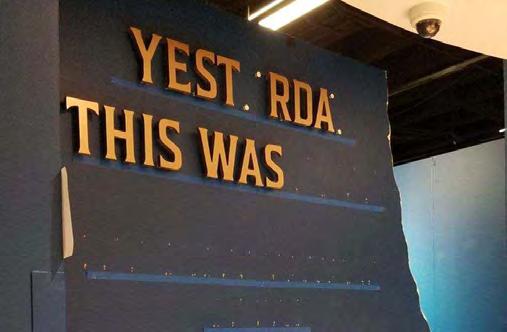 YEST. RDA.
THIS WAS